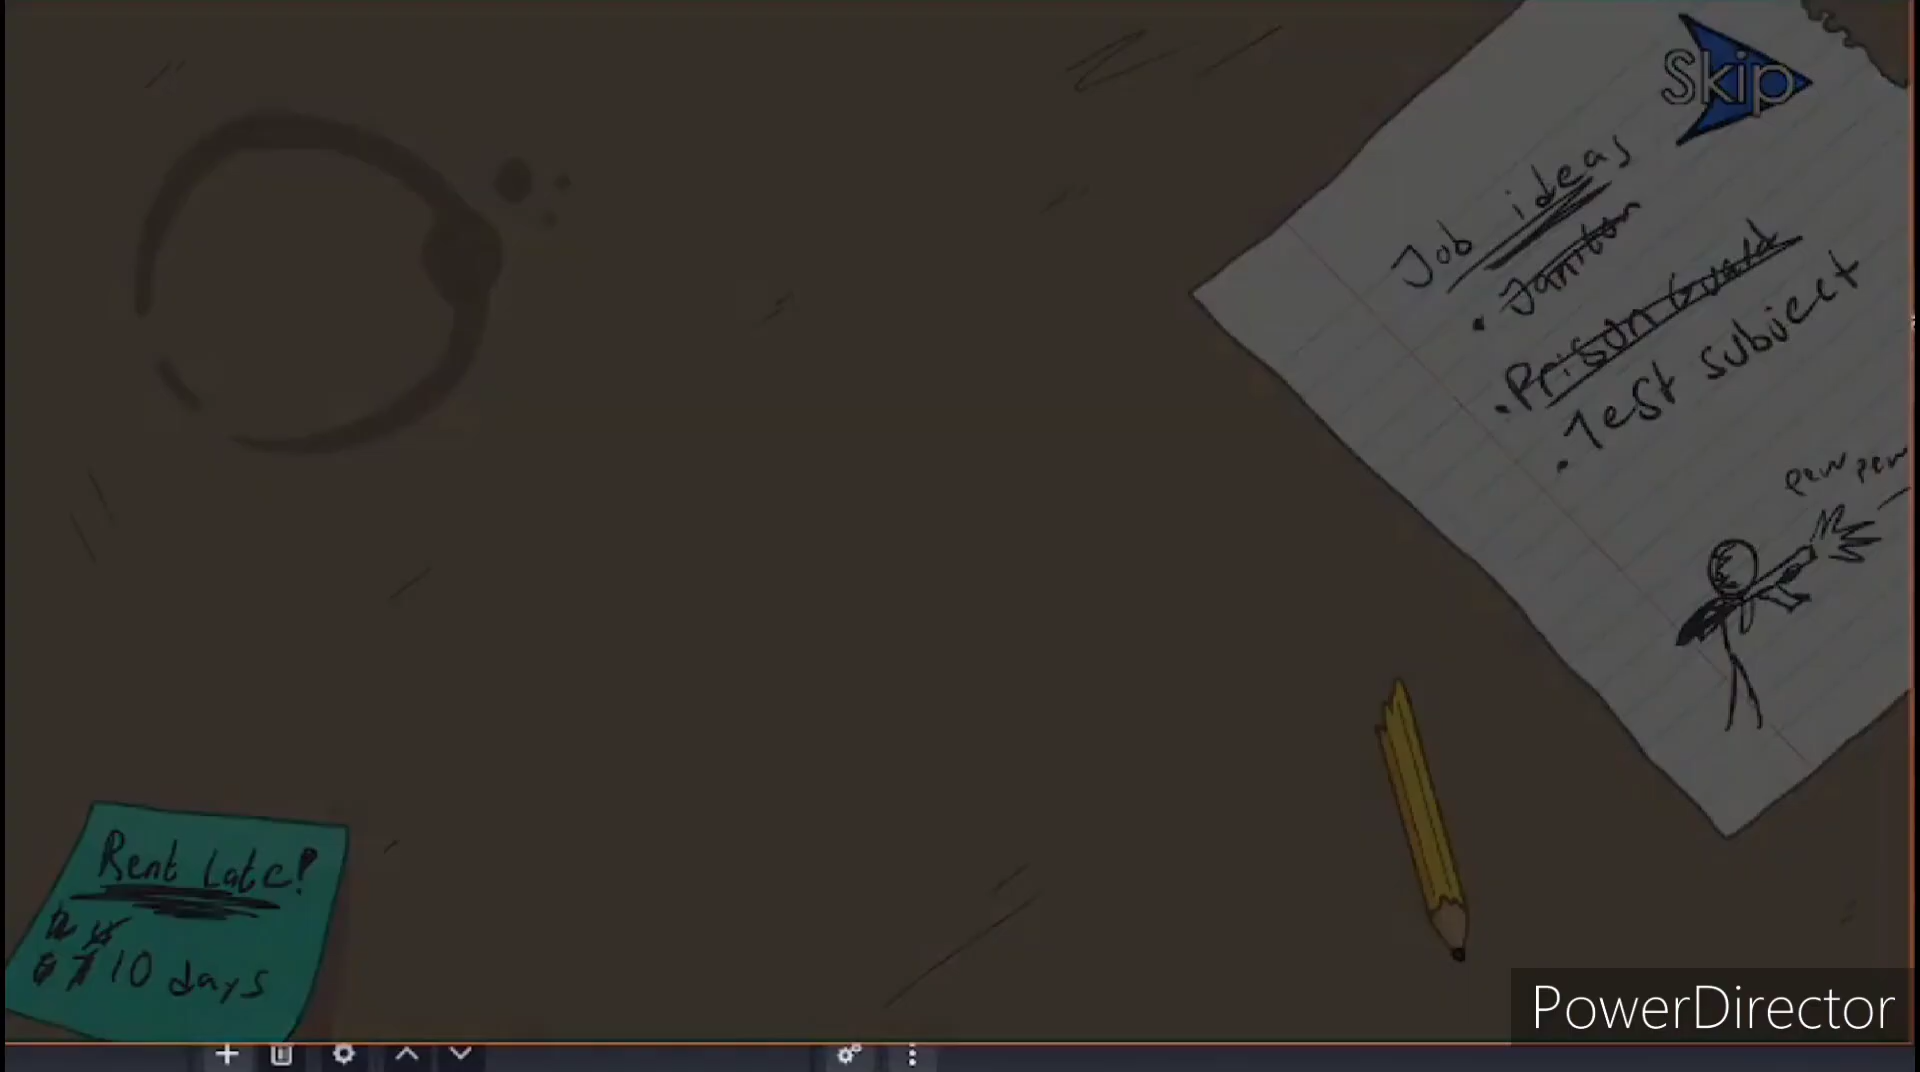 Skip
Job ideas
• Janitor
• Prison Guard
• Test subject
pew pew
Rent Late!
10 days
PowerDirector